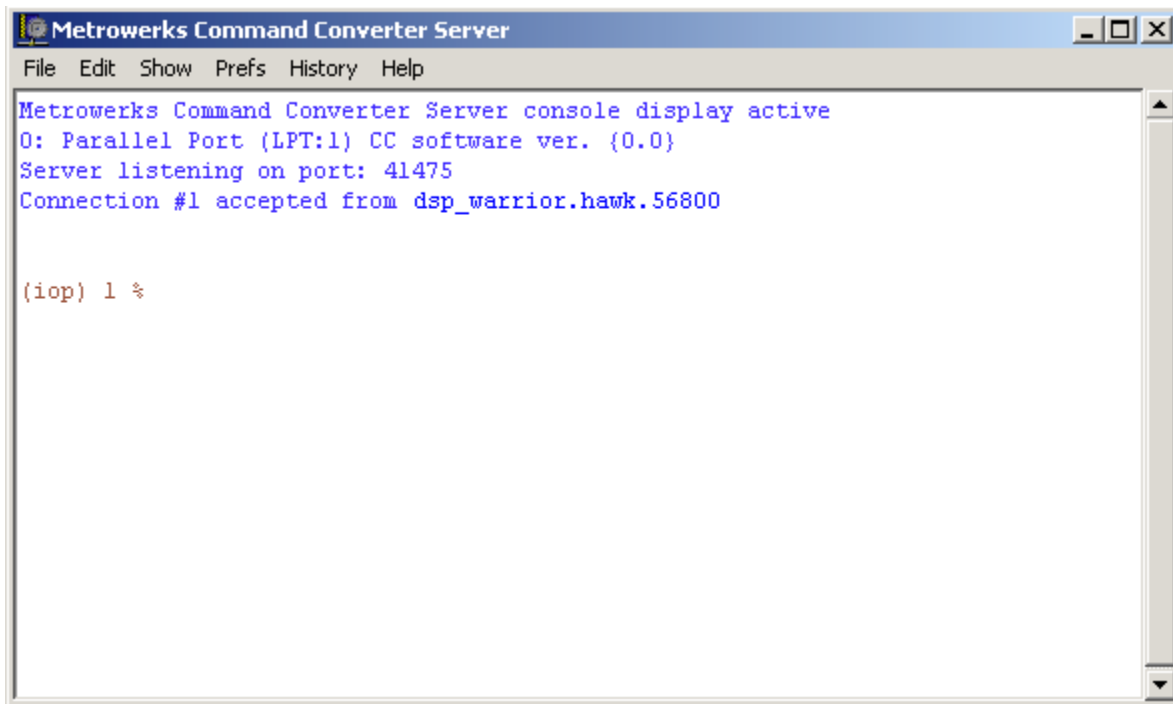 Metrowerks Command Converter Server
File Edit Show Prefs History Help
Metrowerks Command Converter Server console display active
0: Parallel Port (LPT:1) CC software ver. {0.0}
Server listening on port: 41475
Connection #1 accepted from dsp_warrior.hawk.56800
(iop) 1 %